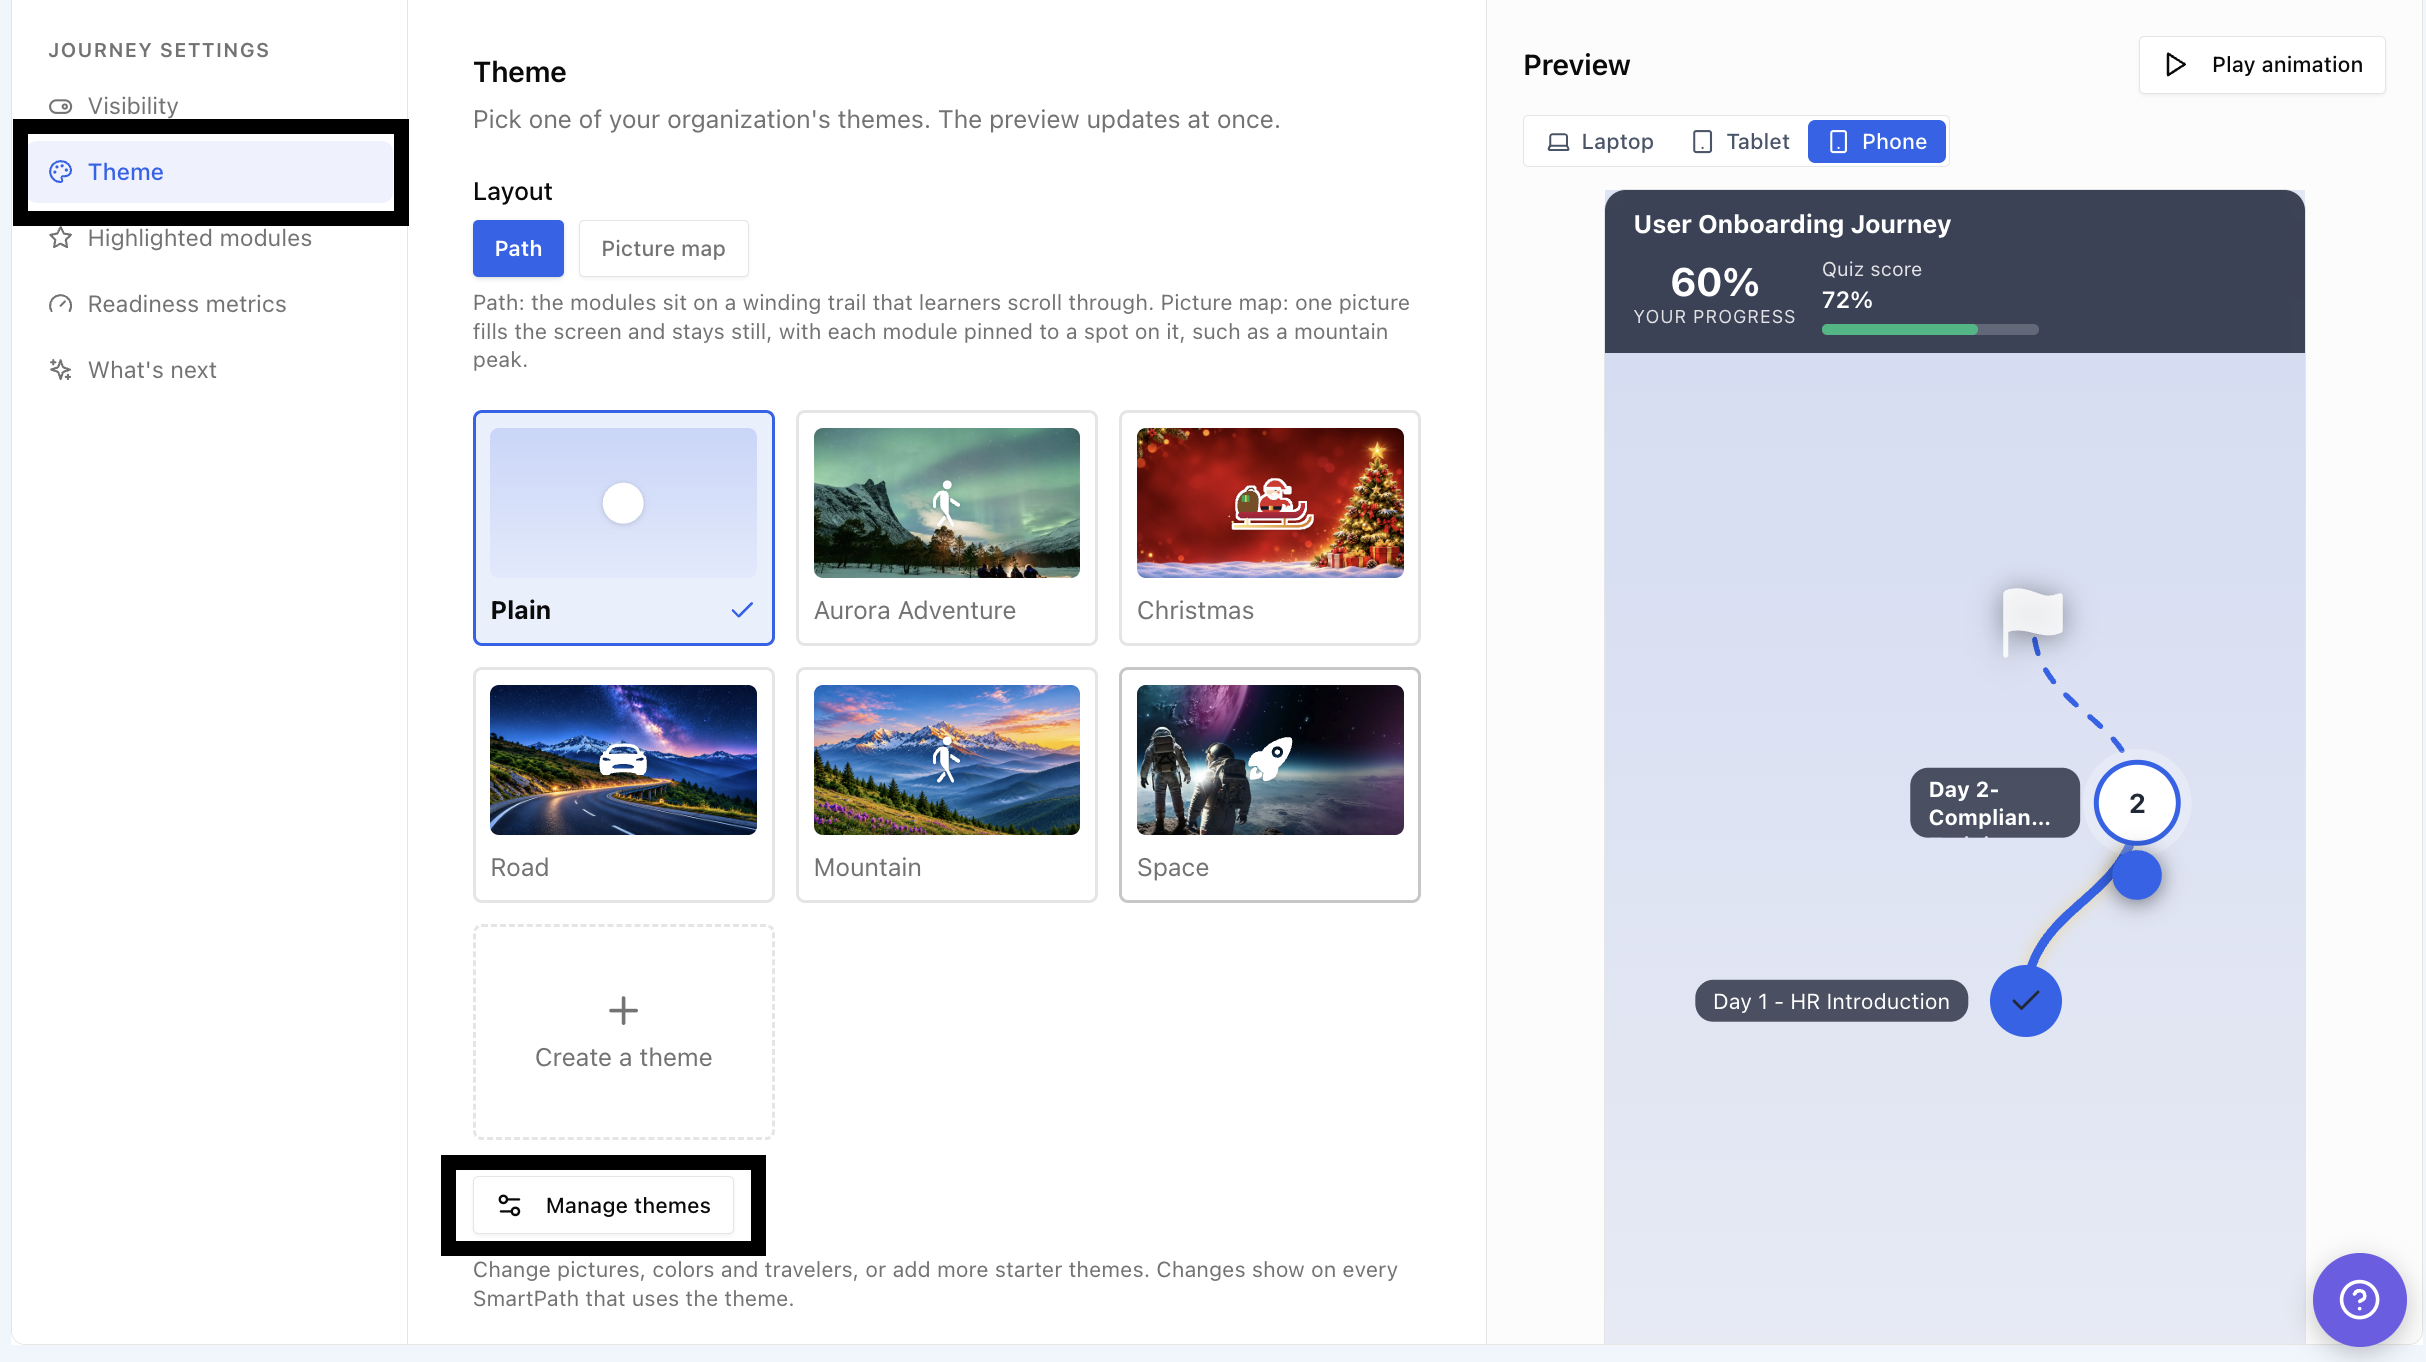 JOURNEY SETTINGS
Visibility
Theme
Highlighted modules
Readiness metrics
What's next
Theme
Pick one of your organization's themes. The preview updates at once.
Layout
Path
Picture map
Path: the modules sit on a winding trail that learners scroll through. Picture map: one picture
fills the screen and stays still, with each module pinned to a spot on it, such as a mountain
peak.
Plain
Aurora Adventure
Christmas
Road
Mountain
Space
Create a theme
Manage themes
Change pictures, colors and travelers, or add more starter themes. Changes show on every
SmartPath that uses the theme.
Preview
Play animation
Laptop
Tablet
Phone
User Onboarding Journey
60%
YOUR PROGRESS
Quiz score
72%
Day 2-
Complian...
2
Day 1 - HR Introduction